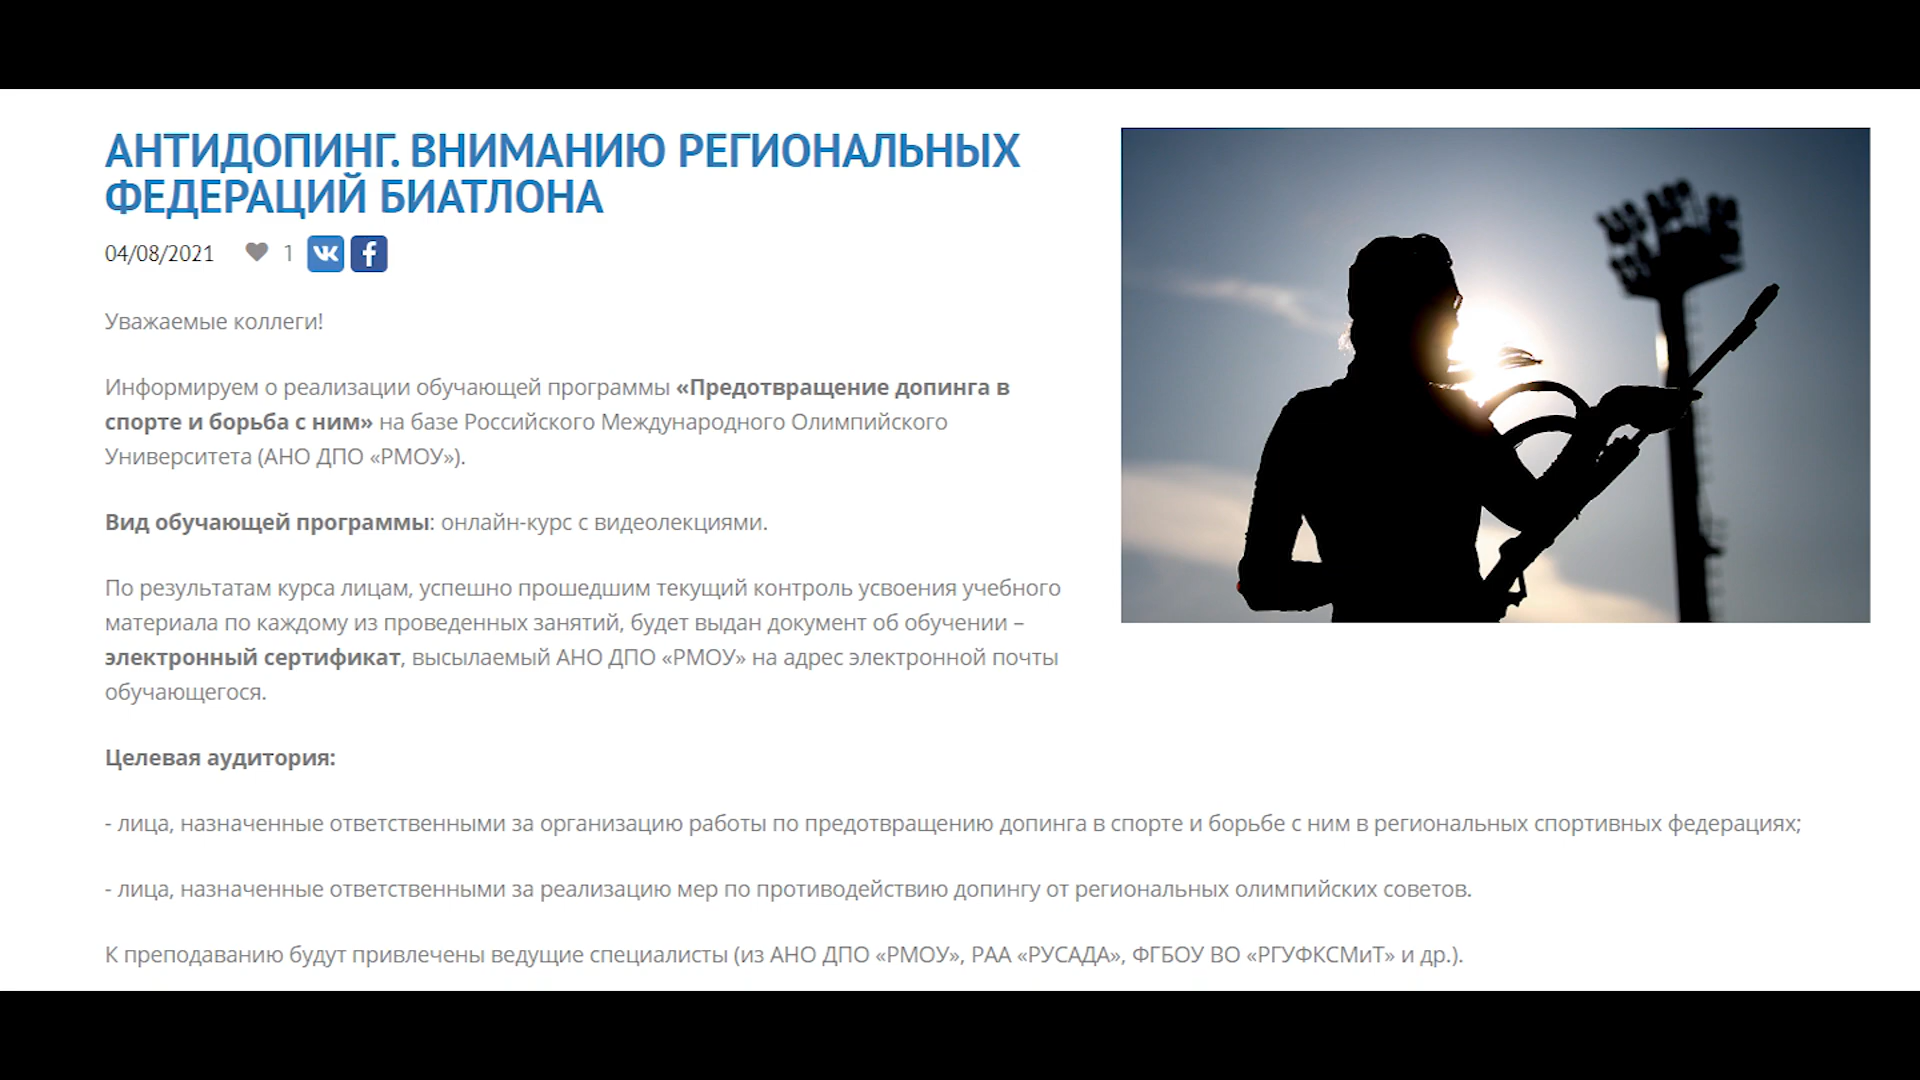 АНТИДОПИНГ. ВНИМАНИЮ РЕГИОНАЛЬНЫХ
ФЕДЕРАЦИЙ БИАТЛОНА
04/08/2021 1
Уважаемые коллеги!
Информируем о реализации обучающей программы «Предотвращение допинга в
спорте и борьба с ним» на базе Российского Международного Олимпийского
Университета (АНО ДПО «РМОУ»).
Вид обучающей программы: онлайн-курс с видеолекциями.
По результатам курса лицам, успешно прошедшим текущий контроль усвоения учебного
материала по каждому из проведенных занятий, будет выдан документ об обучении –
электронный сертификат, высылаемый АНО ДПО «РМОУ» на адрес электронной почты
обучающегося.
Целевая аудитория:
- лица, назначенные ответственными за организацию работы по предотвращению допинга в спорте и борьбе с ним в региональных спортивных федерациях;
- лица, назначенные ответственными за реализацию мер по противодействию допингу от региональных олимпийских советов.
К преподаванию будут привлечены ведущие специалисты (из АНО ДПО «РМОУ», РАА «РУСАДА», ФГБОУ ВО «РГУФКСМиТ» и др.).